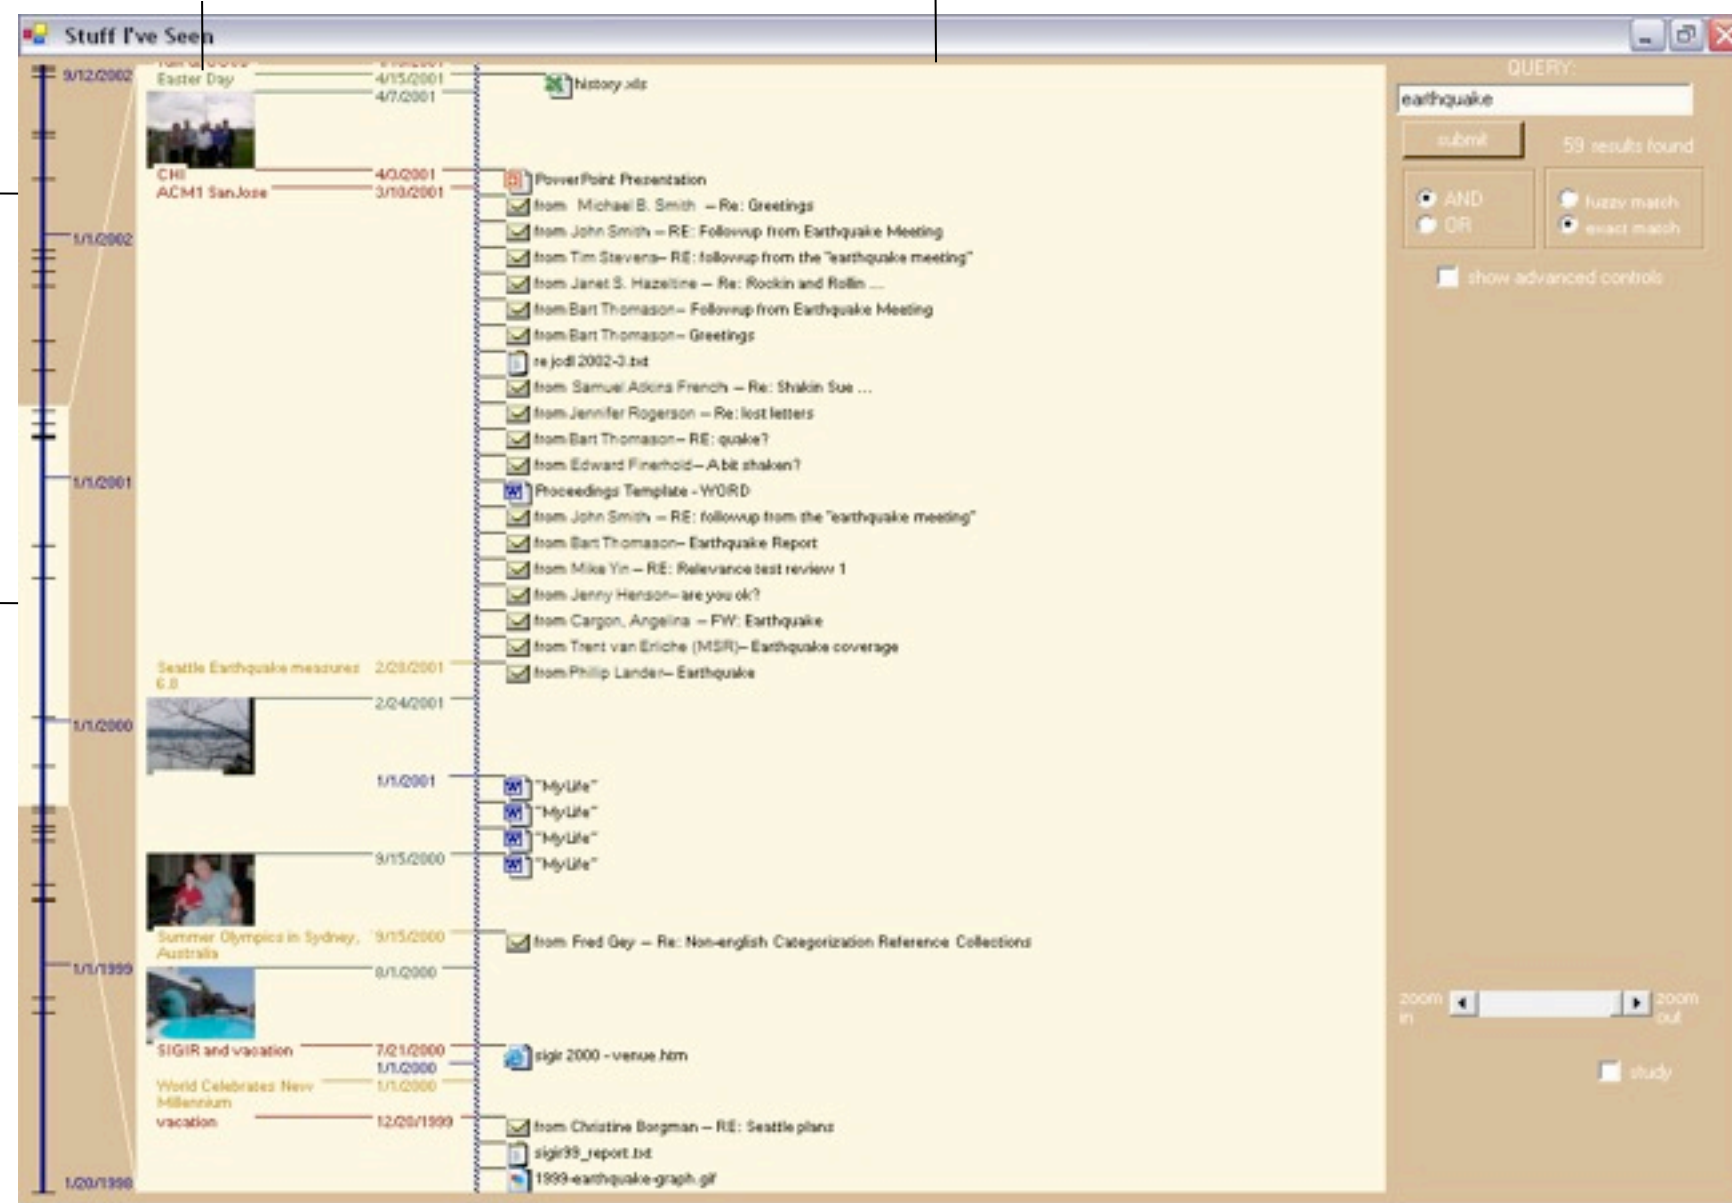 Stuff I've Seen
9/12/2002
1/1/2002
1/1/2001
1/1/2000
1/1/1999
1/20/1998
Easter Day 4/15/2001
4/7/2001
CHI 4/3/2001
ACM1 SanJose 3/10/2001
Seattle Earthquake measures 2/28/2001
6.8
2/24/2001
1/1/2001
9/15/2000
Summer Olympics in Sydney, 9/15/2000
Australia
8/1/2000
SIGIR and vacation 7/21/2000
1/1/2000
World Celebrates New 1/1/2000
Millennium
vacation 12/20/1999
history.xls
PowerPoint Presentation
from Michael B. Smith – Re: Greetings
from John Smith – RE: Followup from Earthquake Meeting
from Tim Stevens– RE: followup from the "earthquake meeting"
from Janet S. Hazeltine – Re: Rockin and Rollin ...
from Bart Thomason– Followup from Earthquake Meeting
from Bart Thomason– Greetings
re jodl 2002-3.txt
from Samuel Atkins French – Re: Shakin Sue ...
from Jennifer Rogerson – Re: lost letters
from Bart Thomason– RE: quake?
from Edward Finerhold– A bit shaken?
Proceedings Template - WORD
from John Smith – RE: followup from the "earthquake meeting"
from Bart Thomason– Earthquake Report
from Mike Yin – RE: Relevance test review 1
from Jenny Henson– are you ok?
from Cargon, Angelina – FW: Earthquake
from Trent van Erliche (MSR)– Earthquake coverage
from Philip Lander– Earthquake
"MyLife"
"MyLife"
"MyLife"
"MyLife"
from Fred Gey – Re: Non-english Categorization Reference Collections
sigir 2000 - venue.htm
from Christine Borgman – RE: Seattle plans
sigir99_report.txt
1999-earthquake-graph.gif
QUERY:
earthquake
submit 59 results found
AND fuzzy match
OR exact match
show advanced controls
zoom in
zoom out
study